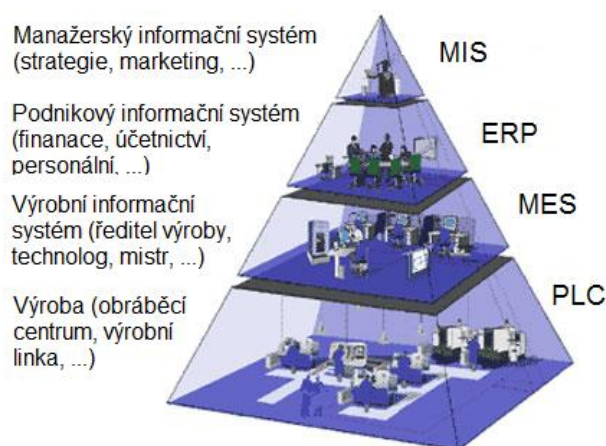 Manažerský informační systém
(strategie, marketing, ...)
MIS
Podnikový informační systém
(finanace, účetnictví,
personální, ...)
ERP
Výrobní informační
systém (ředitel výroby,
technolog, mistr, ...)
MES
Výroba (obráběcí
centrum, výrobní
linka, ...)
PLC